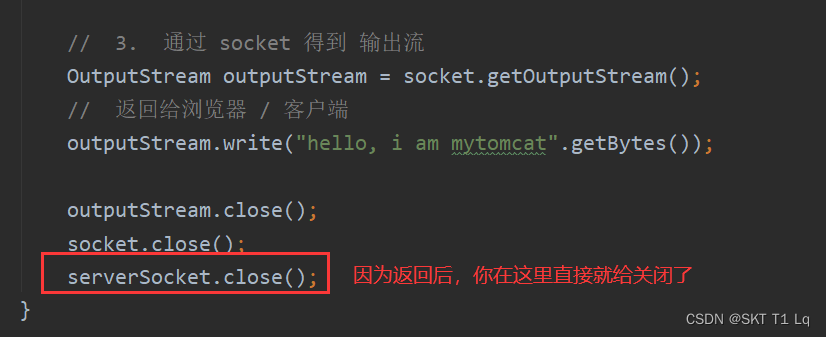 //  3.  通过 socket 得到 输出流
OutputStream outputStream = socket.getOutputStream();
//  返回给浏览器 / 客户端
outputStream.write("hello, i am mytomcat".getBytes());
outputStream.close();
socket.close();
serverSocket.close(); 因为返回后，你在这里直接就给关闭了
}
CSDN @SKT T1 Lq